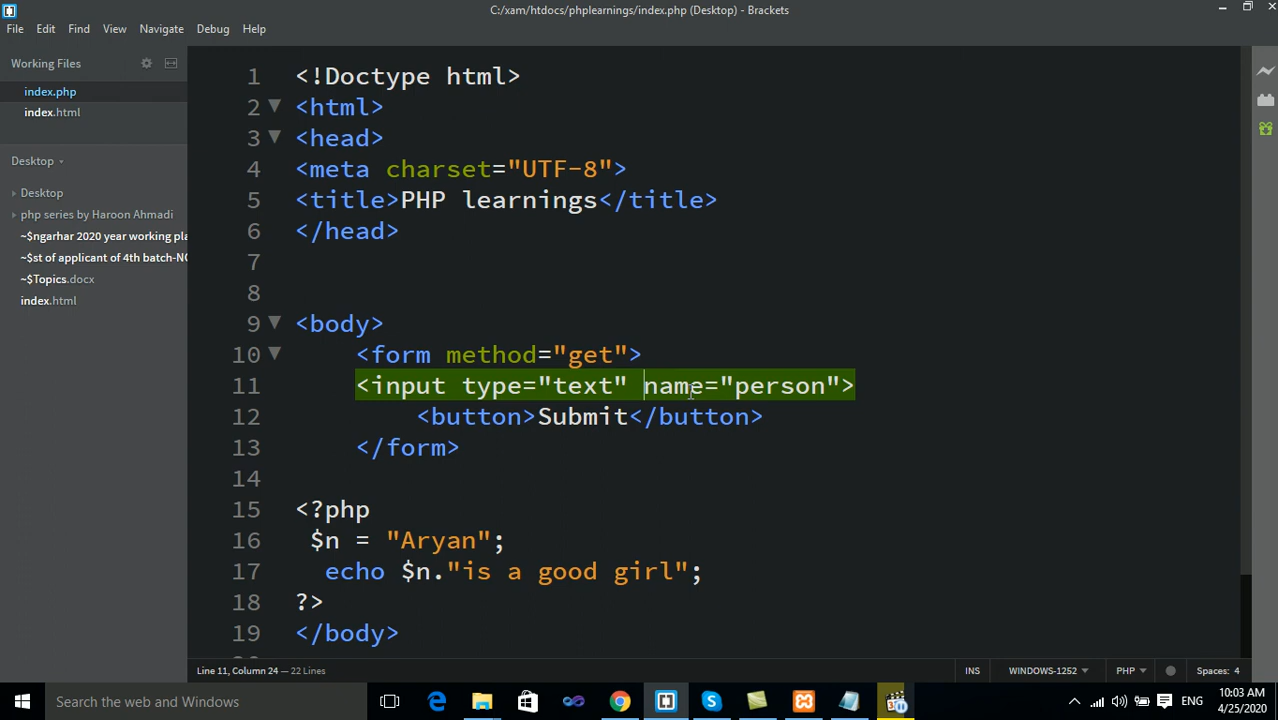 C:/xam/htdocs/phplearnings/index.php (Desktop) - Brackets
File Edit Find View Navigate Debug Help
Working Files
index.php
index.html
Desktop
Desktop
php series by Haroon Ahmadi
~$ngarhar 2020 year working pla
~$st of applicant of 4th batch-NC
~$Topics.docx
index.html
1 <!Doctype html>
2 <html>
3 <head>
4 <meta charset="UTF-8">
5 <title>PHP learnings</title>
6 </head>
7
8
9 <body>
10 <form method="get">
11 <input type="text" name="person">
12 <button>Submit</button>
13 </form>
14
15 <?php
16 $n = "Aryan";
17 echo $n."is a good girl";
18 ?>
19 </body>
Line 11, Column 24 — 22 Lines
INS WINDOWS-1252 PHP Spaces: 4
Search the web and Windows
ENG
10:03 AM
4/25/2020